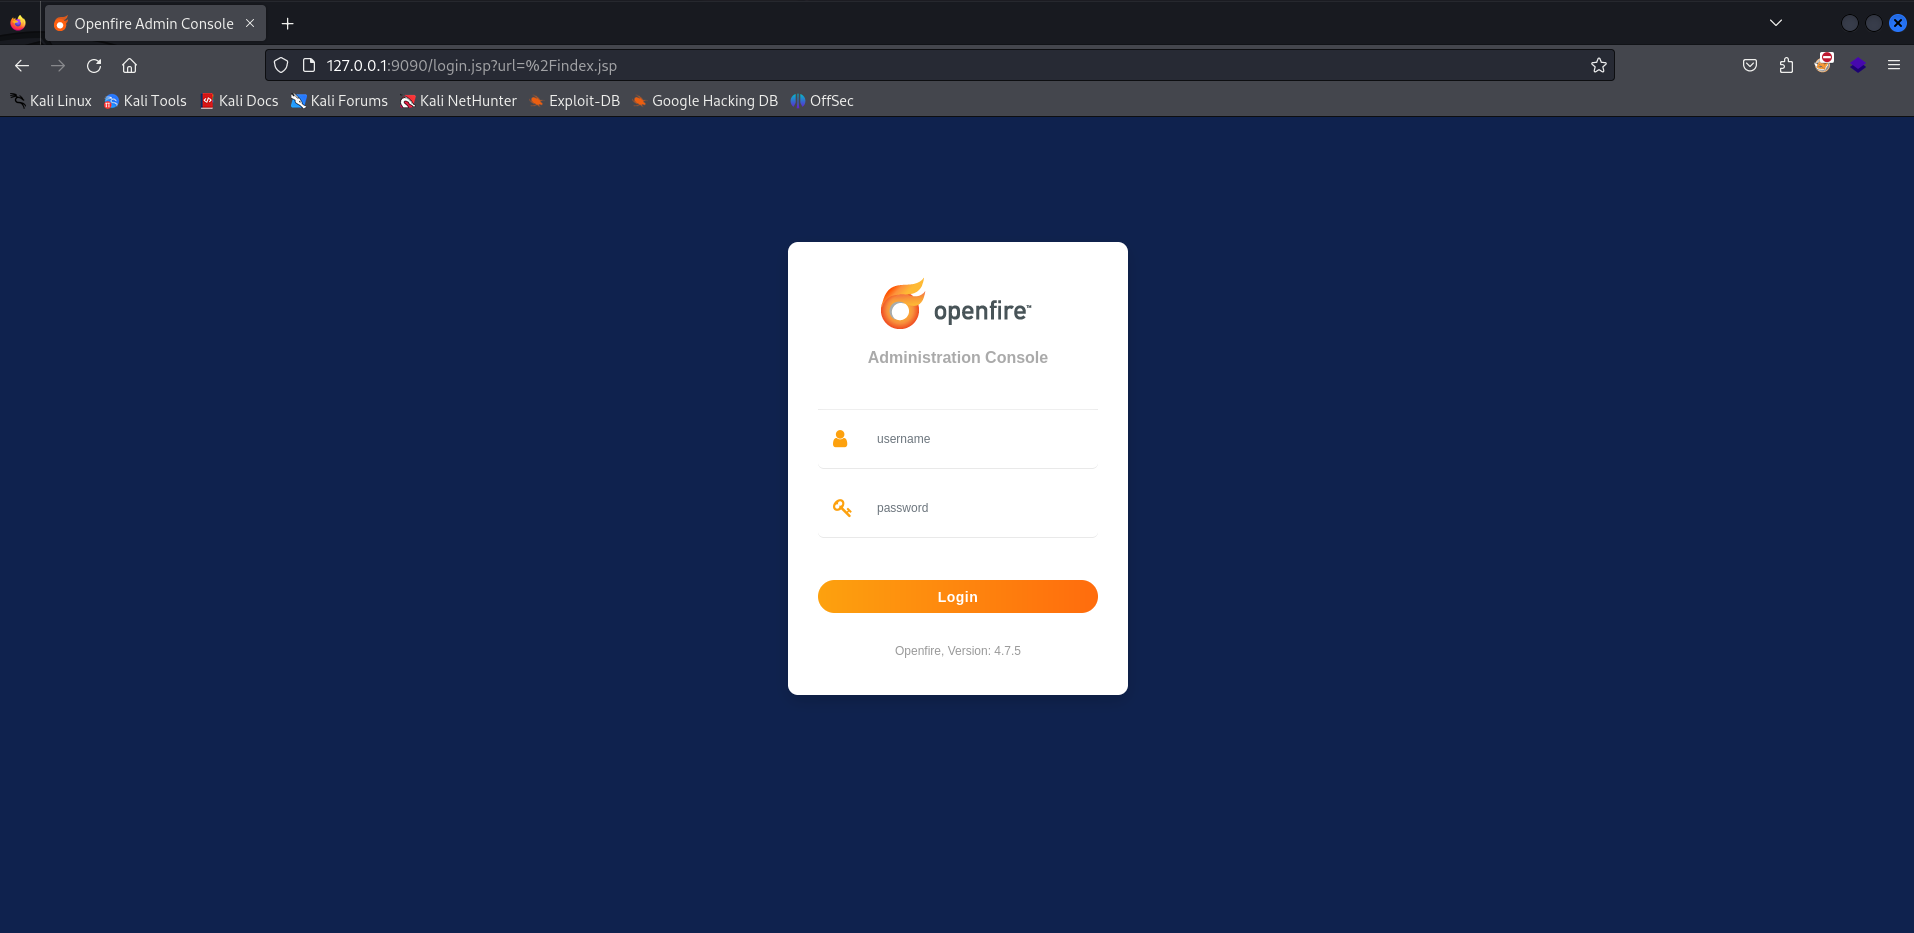 Openfire Admin Console
127.0.0.1:9090/login.jsp?url=%2Findex.jsp
Kali Linux Kali Tools Kali Docs Kali Forums Kali NetHunter Exploit-DB Google Hacking DB OffSec
openfire™
Administration Console
username
password
Login
Openfire, Version: 4.7.5